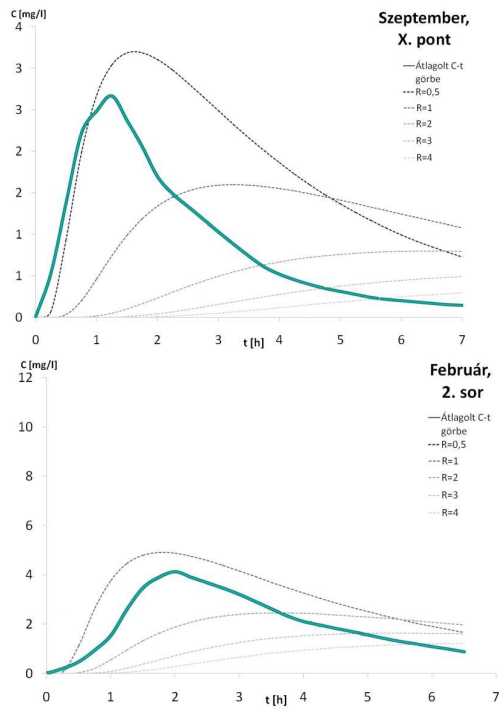 C [mg/l]
Szeptember,
X. pont
Átlagolt C-t
görbe
R=0,5
R=1
R=2
R=3
R=4
4
3
3
2
2
1
1
0
0 1 2 3 4 5 6 7
t [h]
C [mg/l]
Február,
2. sor
Átlagolt C-t
görbe
R=0,5
R=1
R=2
R=3
R=4
12
10
8
6
4
2
0
0 1 2 3 4 5 6 7
t [h]